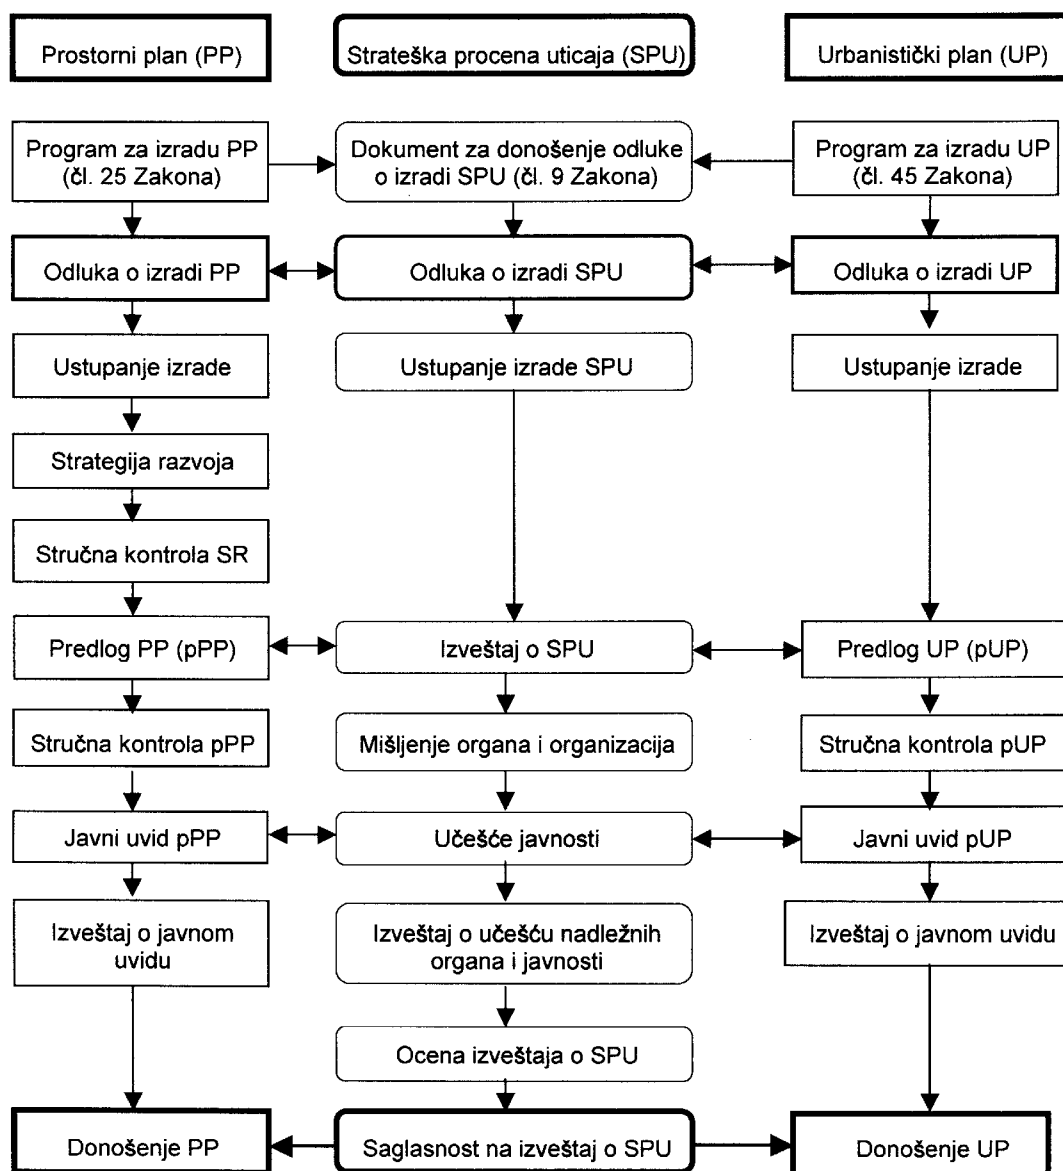 Prostorni plan (PP)
Strateška procena uticaja (SPU)
Urbanistički plan (UP)
Program za izradu PP
(čl. 25 Zakona)
Dokument za donošenje odluke
o izradi SPU (čl. 9 Zakona)
Program za izradu UP
(čl. 45 Zakona)
Odluka o izradi PP
Odluka o izradi SPU
Odluka o izradi UP
Ustupanje izrade
Ustupanje izrade SPU
Ustupanje izrade
Strategija razvoja
Stručna kontrola SR
Predlog PP (pPP)
Izveštaj o SPU
Predlog UP (pUP)
Stručna kontrola pPP
Mišljenje organa i organizacija
Stručna kontrola pUP
Javni uvid pPP
Učešće javnosti
Javni uvid pUP
Izveštaj o javnom
uvidu
Izveštaj o učešću nadležnih
organa i javnosti
Izveštaj o javnom uvidu
Ocena izveštaja o SPU
Donošenje PP
Saglasnost na izveštaj o SPU
Donošenje UP